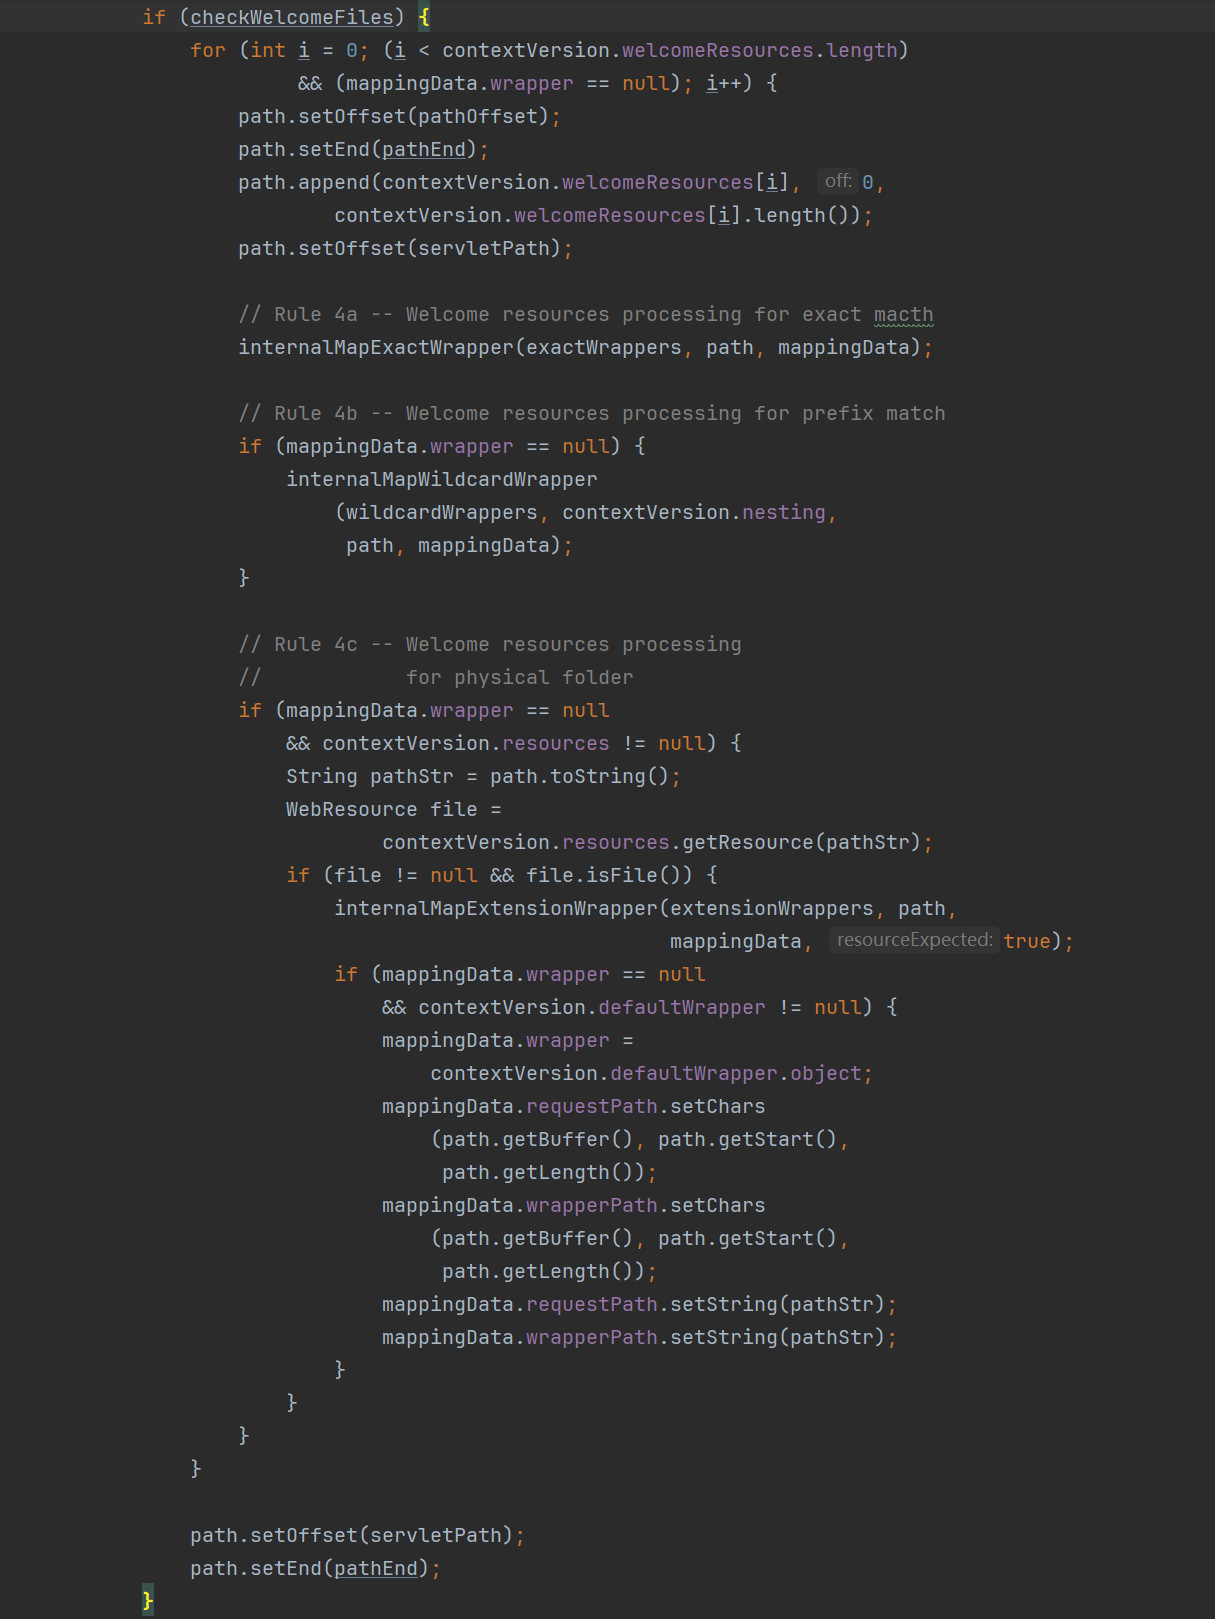 if (checkWelcomeFiles) {
for (int i = 0; (i < contextVersion.welcomeResources.length)
&& (mappingData.wrapper == null); i++) {
path.setOffset(pathOffset);
path.setEnd(pathEnd);
path.append(contextVersion.welcomeResources[i], off: 0,
contextVersion.welcomeResources[i].length());
path.setOffset(servletPath);
// Rule 4a -- Welcome resources processing for exact macth
internalMapExactWrapper(exactWrappers, path, mappingData);
// Rule 4b -- Welcome resources processing for prefix match
if (mappingData.wrapper == null) {
internalMapWildcardWrapper
(wildcardWrappers, contextVersion.nesting,
path, mappingData);
}
// Rule 4c -- Welcome resources processing
// for physical folder
if (mappingData.wrapper == null
&& contextVersion.resources != null) {
String pathStr = path.toString();
WebResource file =
contextVersion.resources.getResource(pathStr);
if (file != null && file.isFile()) {
internalMapExtensionWrapper(extensionWrappers, path,
mappingData, resourceExpected: true);
if (mappingData.wrapper == null
&& contextVersion.defaultWrapper != null) {
mappingData.wrapper =
contextVersion.defaultWrapper.object;
mappingData.requestPath.setChars
(path.getBuffer(), path.getStart(),
path.getLength());
mappingData.wrapperPath.setChars
(path.getBuffer(), path.getStart(),
path.getLength());
mappingData.requestPath.setString(pathStr);
mappingData.wrapperPath.setString(pathStr);
}
}
}
}
path.setOffset(servletPath);
path.setEnd(pathEnd);
}